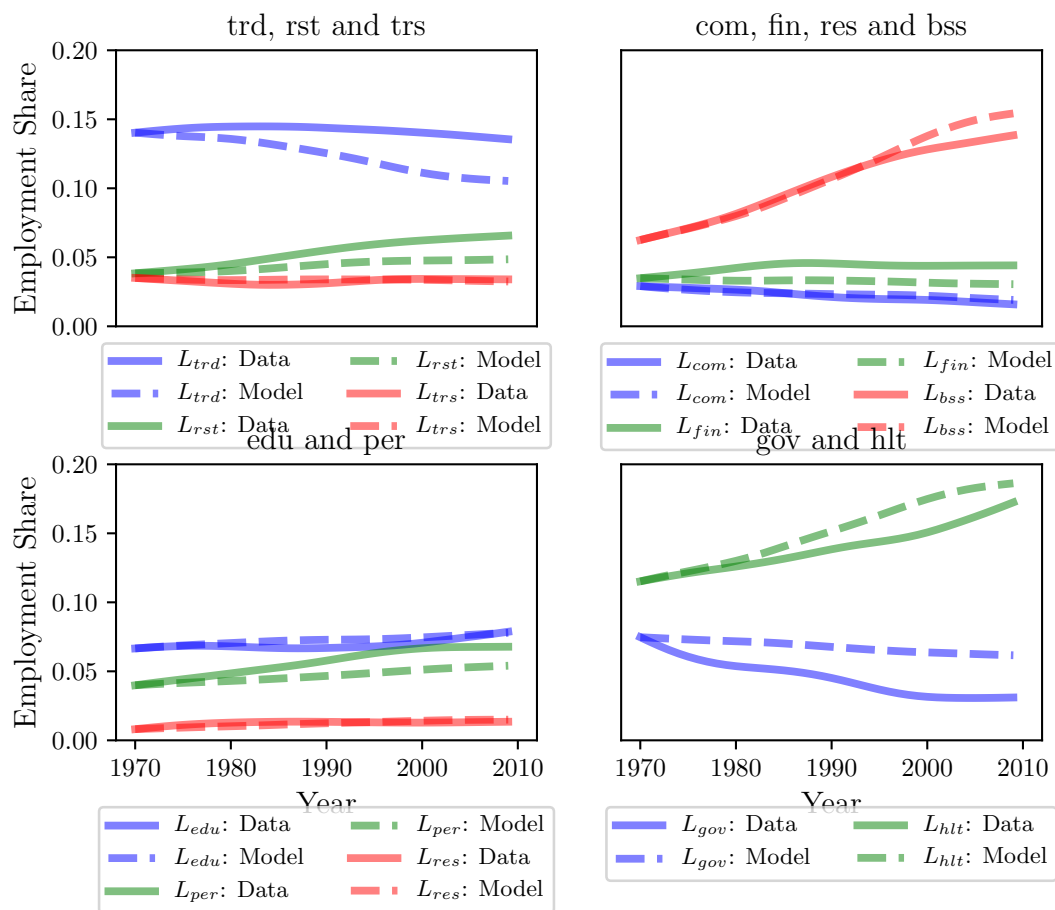 trd, rst and trs
com, fin, res and bss
0.20
0.15
0.10
0.05
0.00
Employment Share
L_trd: Data
L_trd: Model
L_rst: Data
L_rst: Model
L_trs: Data
L_trs: Model
L_com: Data
L_com: Model
L_fin: Data
L_fin: Model
L_bss: Data
L_bss: Model
edu and per
gov and hlt
0.20
0.15
0.10
0.05
0.00
Employment Share
1970
1980
1990
2000
2010
Year
1970
1980
1990
2000
2010
Year
L_edu: Data
L_edu: Model
L_per: Data
L_per: Model
L_res: Data
L_res: Model
L_gov: Data
L_gov: Model
L_hlt: Data
L_hlt: Model